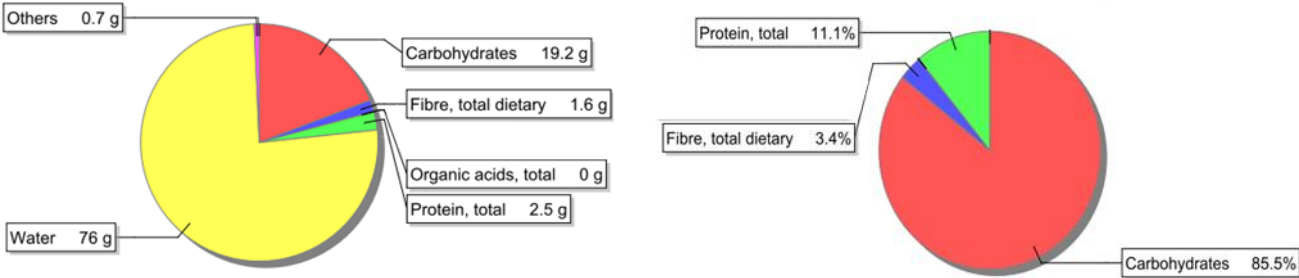 Others 0.7 g
Carbohydrates 19.2 g
Fibre, total dietary 1.6 g
Organic acids, total 0 g
Protein, total 2.5 g
Water 76 g
Protein, total 11.1%
Fibre, total dietary 3.4%
Carbohydrates 85.5%